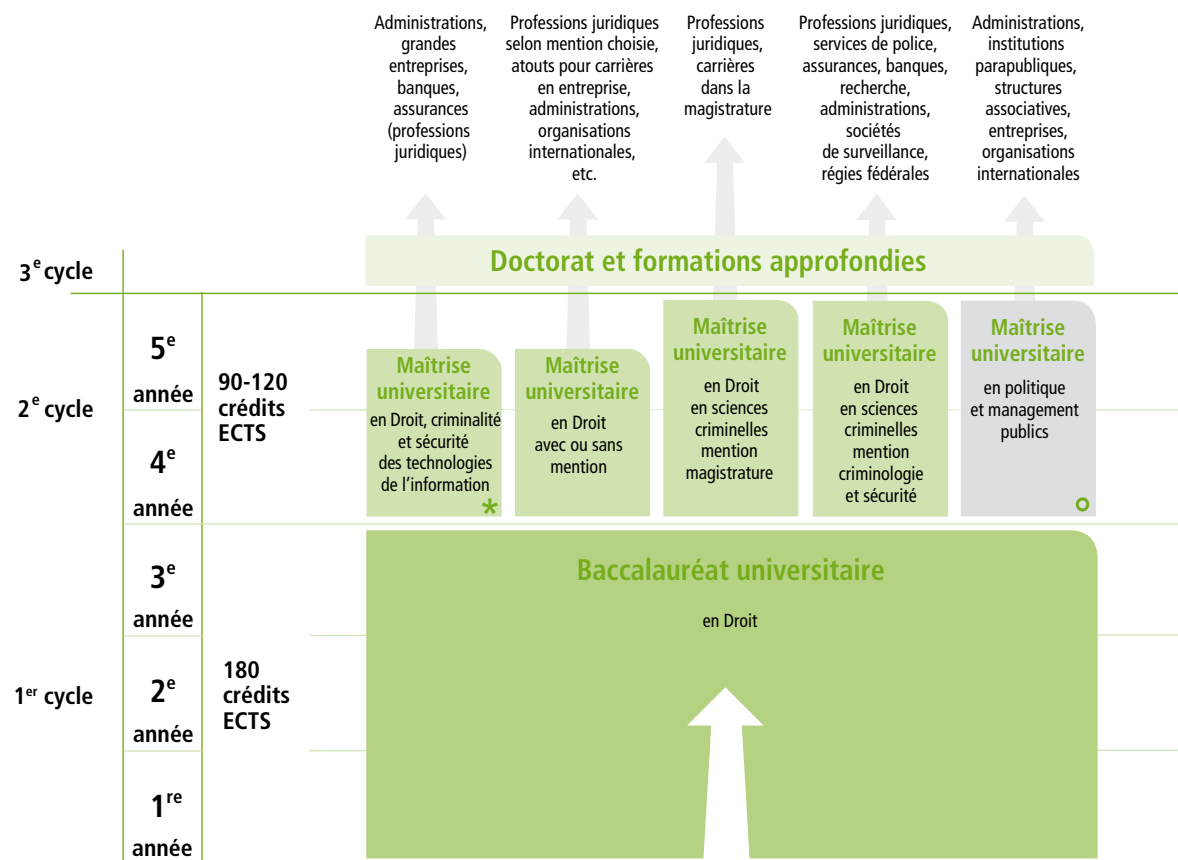 Administrations,
grandes
entreprises,
banques,
assurances
(professions
juridiques)
Professions juridiques
selon mention choisie,
atouts pour carrières
en entreprise,
administrations,
organisations
internationales,
etc.
Professions
juridiques,
carrières
dans la
magistrature
Professions juridiques,
services de police,
assurances, banques,
recherche,
administrations,
sociétés
de surveillance,
régies fédérales
Administrations,
institutions
parapubliques,
structures
associatives,
entreprises,
organisations
internationales
3e cycle
Doctorat et formations approfondies
2e cycle
5e
année
4e
année
90-120
crédits
ECTS
Maîtrise
universitaire
en Droit, criminalité
et sécurité
des technologies
de l'information
*
Maîtrise
universitaire
en Droit
avec ou sans
mention
Maîtrise
universitaire
en Droit
en sciences
criminelles
mention
magistrature
Maîtrise
universitaire
en Droit
en sciences
criminelles
mention
criminologie
et sécurité
Maîtrise
universitaire
en politique
et management
publics
1er cycle
3e
année
2e
année
1re
année
180
crédits
ECTS
Baccalauréat universitaire
en Droit